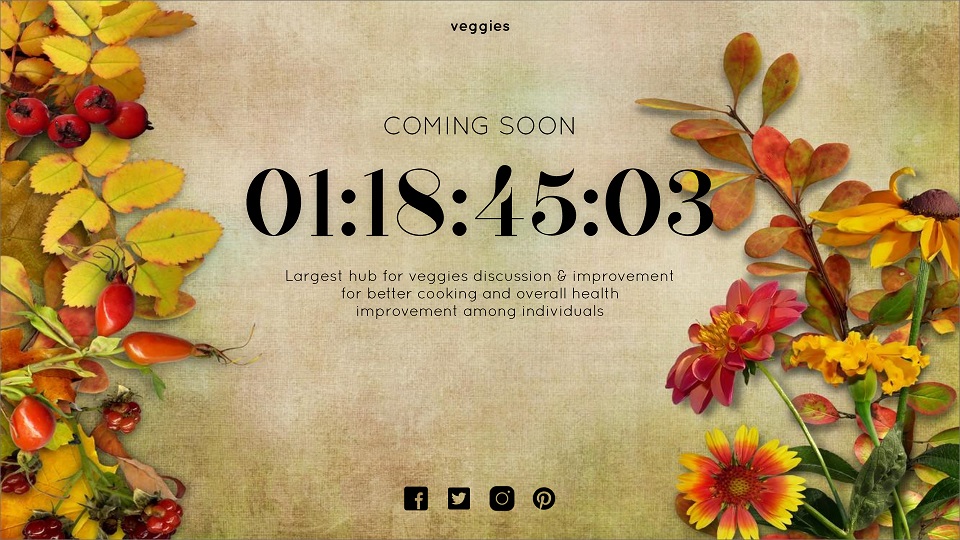 veggies
COMING SOON
01:18:45:03
Largest hub for veggies discussion & improvement
for better cooking and overall health
improvement among individuals